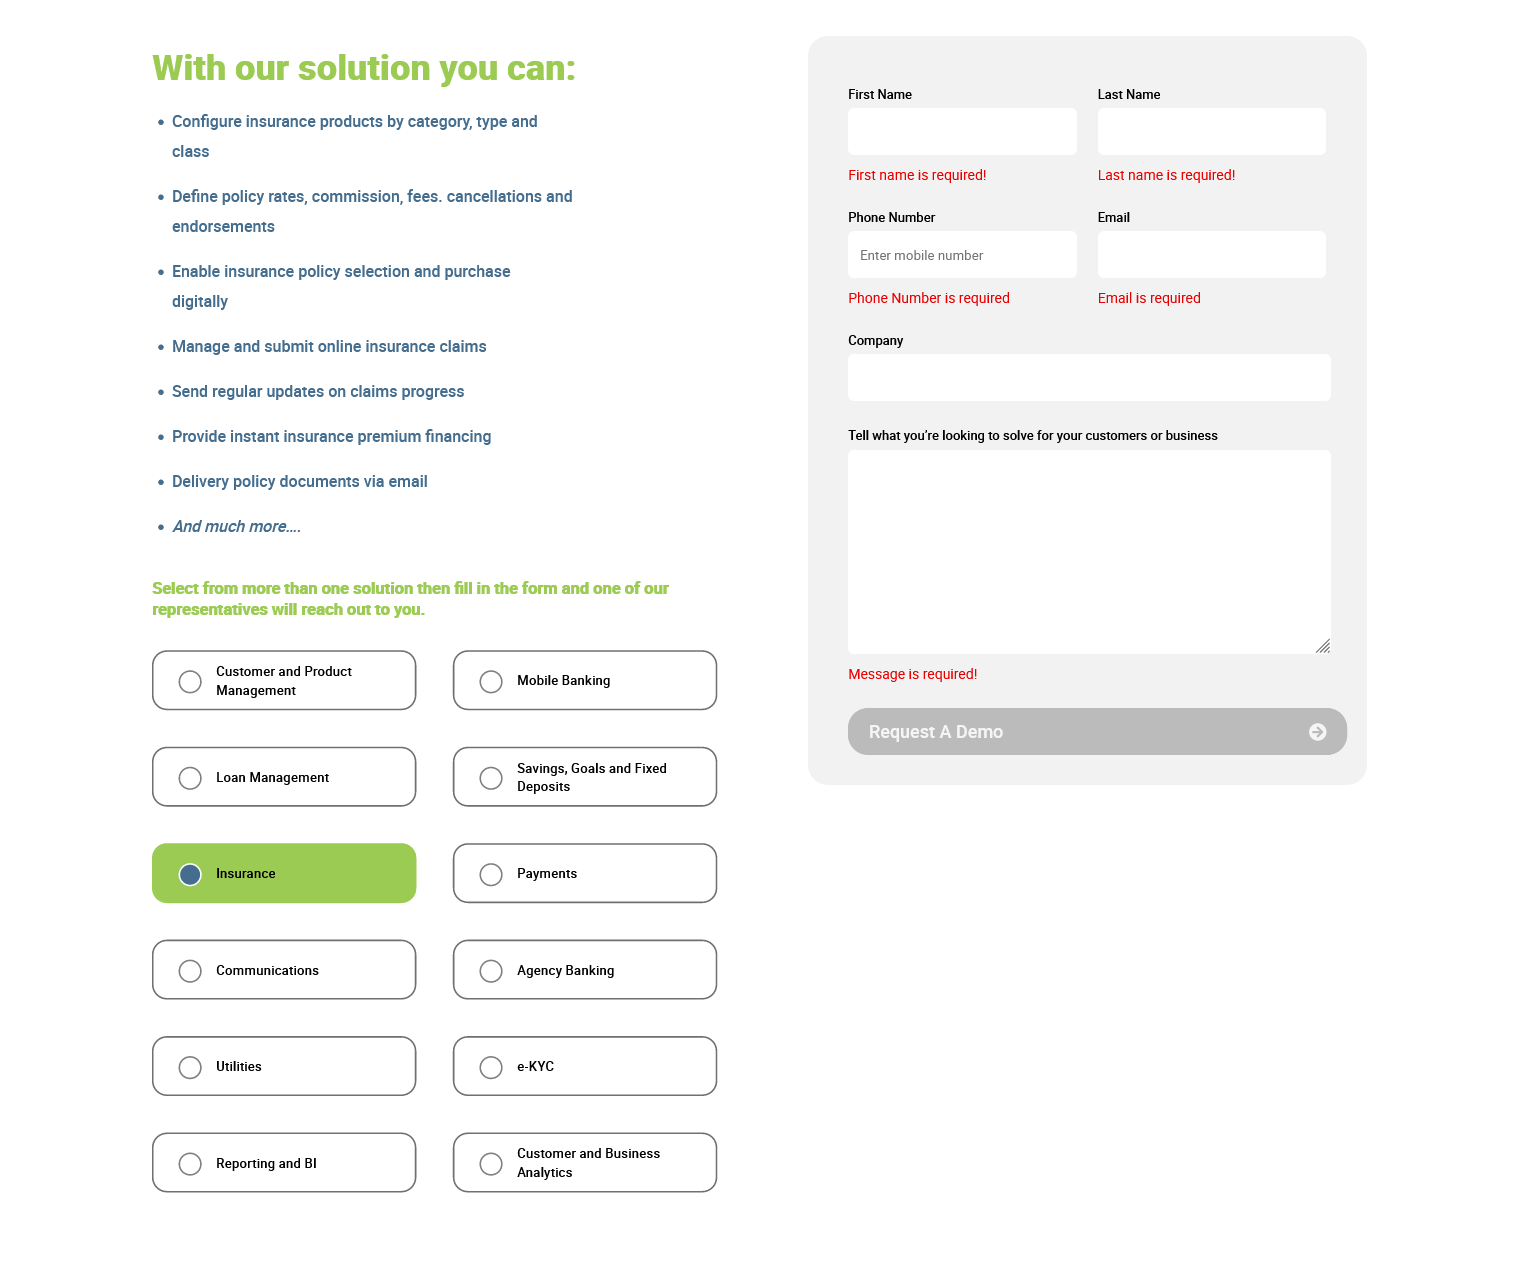 With our solution you can:
• Configure insurance products by category, type and
class
• Define policy rates, commission, fees. cancellations and
endorsements
• Enable insurance policy selection and purchase
digitally
• Manage and submit online insurance claims
• Send regular updates on claims progress
• Provide instant insurance premium financing
• Delivery policy documents via email
• And much more....
Select from more than one solution then fill in the form and one of our
representatives will reach out to you.
Customer and Product
Management
Mobile Banking
Loan Management
Savings, Goals and Fixed
Deposits
Insurance
Payments
Communications
Agency Banking
Utilities
e-KYC
Reporting and BI
Customer and Business
Analytics
First Name
Last Name
First name is required!
Last name is required!
Phone Number
Email
Enter mobile number
Phone Number is required
Email is required
Company
Tell what you’re looking to solve for your customers or business
Message is required!
Request A Demo